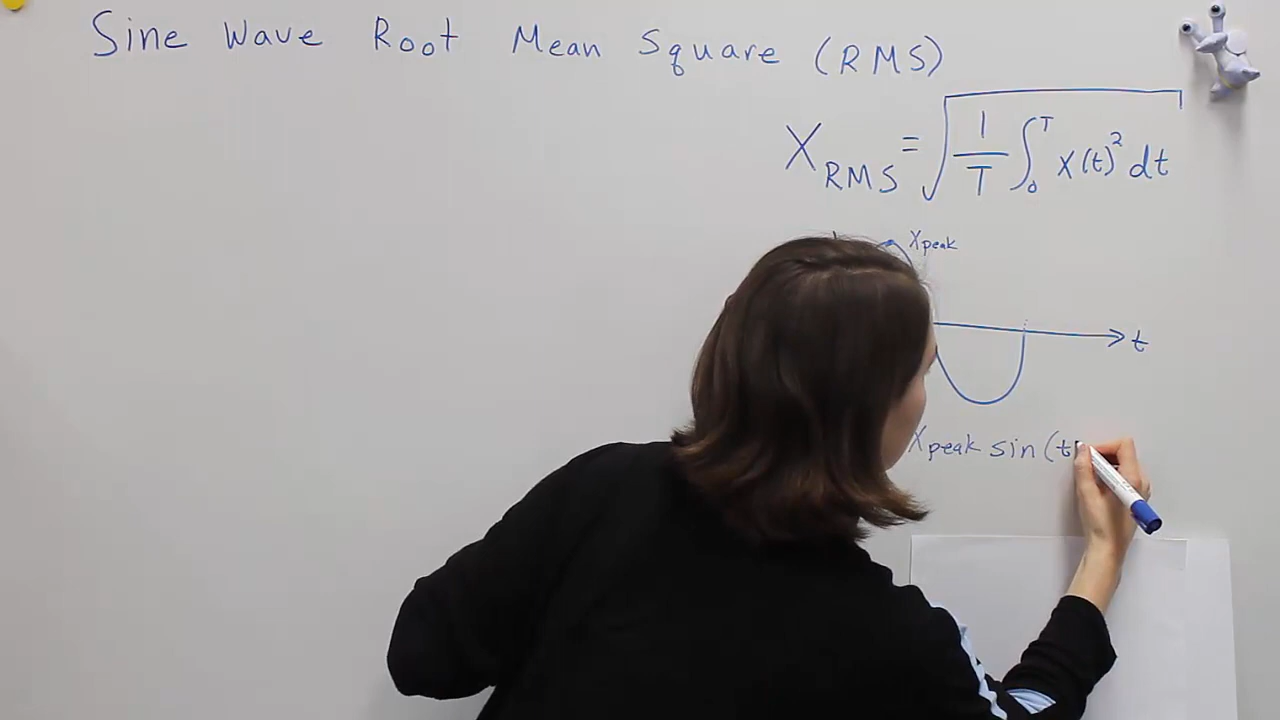 Sine Wave Root Mean Square (RMS)
X_RMS = √(1/T ∫₀ᵀ x(t)² dt)
Xpeak
t
Xpeak sin (t)